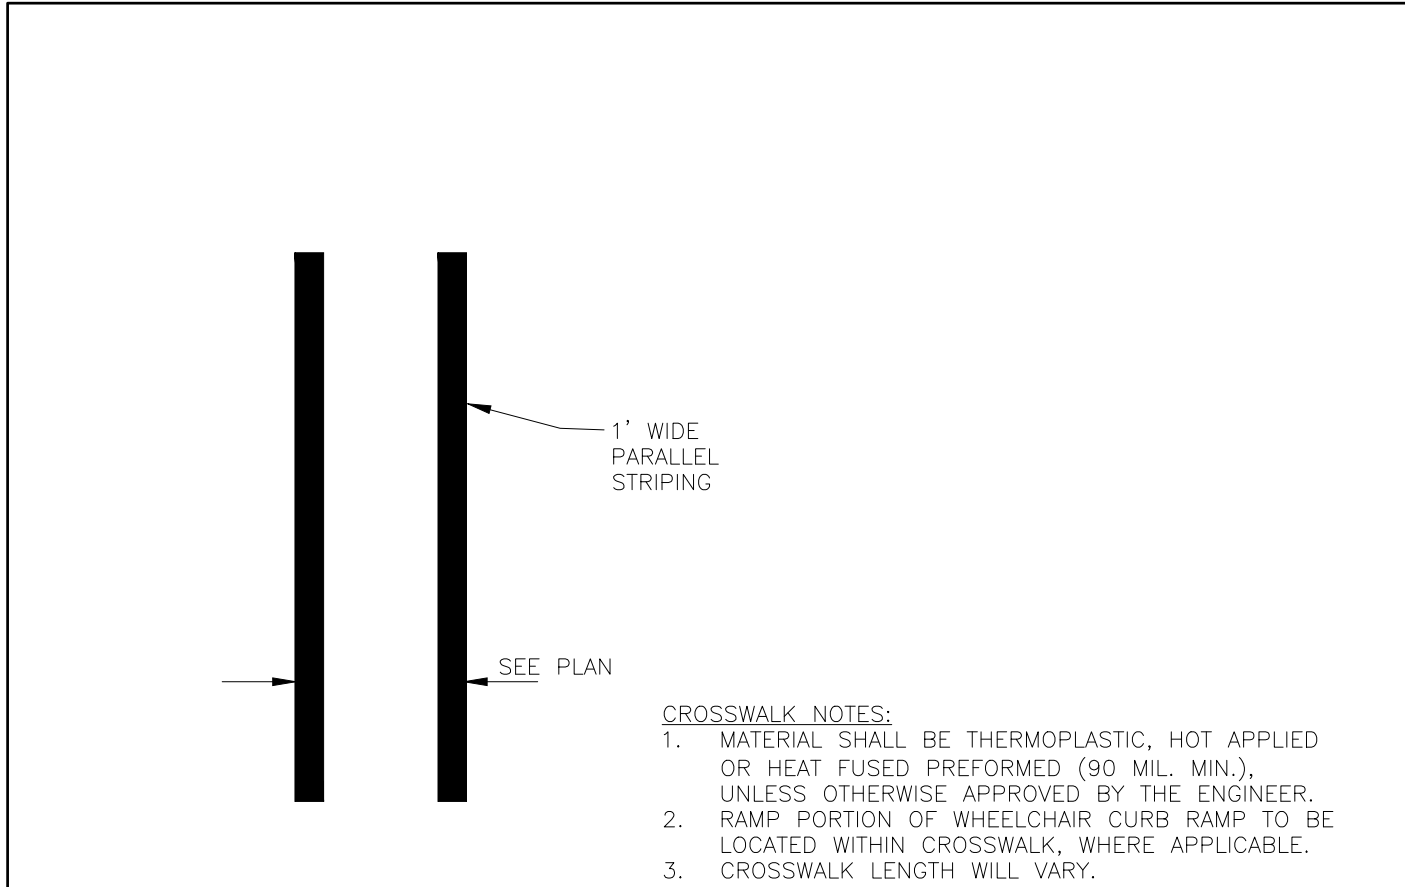 1' WIDE
PARALLEL
STRIPING
SEE PLAN
CROSSWALK NOTES:
1. MATERIAL SHALL BE THERMOPLASTIC, HOT APPLIED
OR HEAT FUSED PREFORMED (90 MIL. MIN.),
UNLESS OTHERWISE APPROVED BY THE ENGINEER.
2. RAMP PORTION OF WHEELCHAIR CURB RAMP TO BE
LOCATED WITHIN CROSSWALK, WHERE APPLICABLE.
3. CROSSWALK LENGTH WILL VARY.